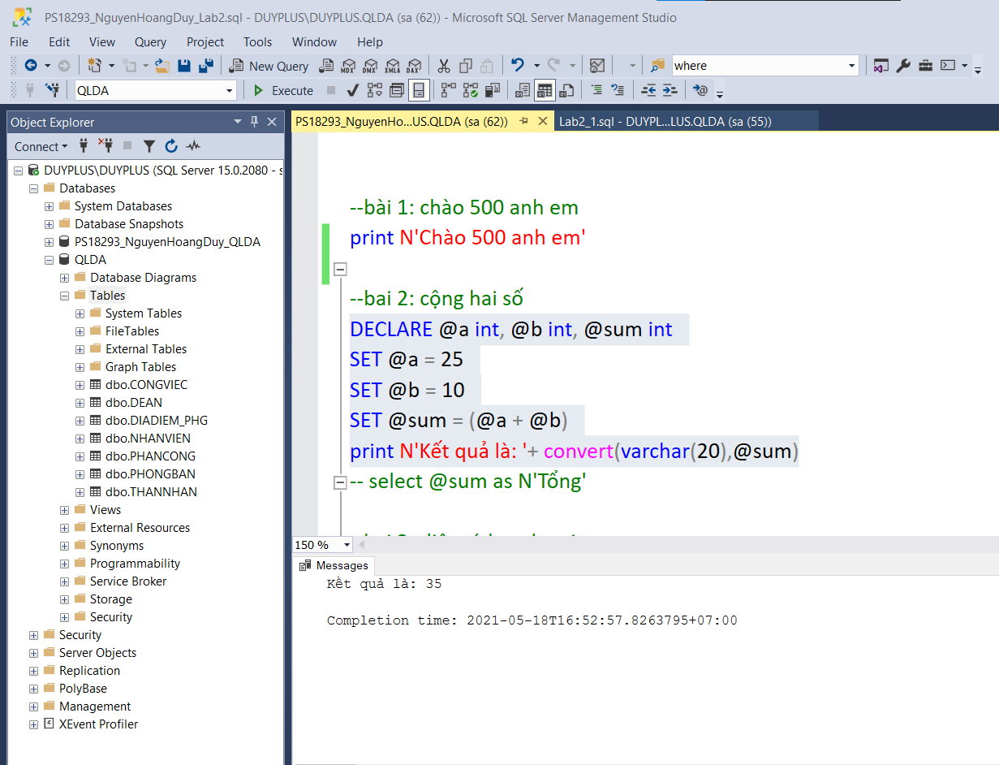 PS18293_NguyenHoangDuy_Lab2.sql - DUYPLUS\DUYPLUS.QLDA (sa (62)) - Microsoft SQL Server Management Studio
File Edit View Query Project Tools Window Help
New Query MDX DMX XMLA DAX where
QLDA Execute
Object Explorer
Connect
DUYPLUS\DUYPLUS (SQL Server 15.0.2080 - s
Databases
System Databases
Database Snapshots
PS18293_NguyenHoangDuy_QLDA
QLDA
Database Diagrams
Tables
System Tables
FileTables
External Tables
Graph Tables
dbo.CONGVIEC
dbo.DEAN
dbo.DIADIEM_PHG
dbo.NHANVIEN
dbo.PHANCONG
dbo.PHONGBAN
dbo.THANNHAN
Views
External Resources
Synonyms
Programmability
Service Broker
Storage
Security
Security
Server Objects
Replication
PolyBase
Management
XEvent Profiler
PS18293_NguyenHo...US.QLDA (sa (62)) Lab2_1.sql - DUYPL...LUS.QLDA (sa (55))
--bài 1: chào 500 anh em
print N'Chào 500 anh em'
--bai 2: cộng hai số
DECLARE @a int, @b int, @sum int
SET @a = 25
SET @b = 10
SET @sum = (@a + @b)
print N'Kết quả là: '+ convert(varchar(20),@sum)
-- select @sum as N'Tổng'
150 %
Messages
Kết quả là: 35
Completion time: 2021-05-18T16:52:57.8263795+07:00